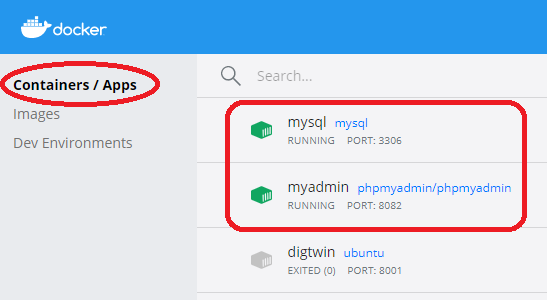 docker
Containers / Apps
Images
Dev Environments
Search...
mysql mysql
RUNNING PORT: 3306
myadmin phpmyadmin/phpmyadmin
RUNNING PORT: 8082
digtwin ubuntu
EXITED (0) PORT: 8001